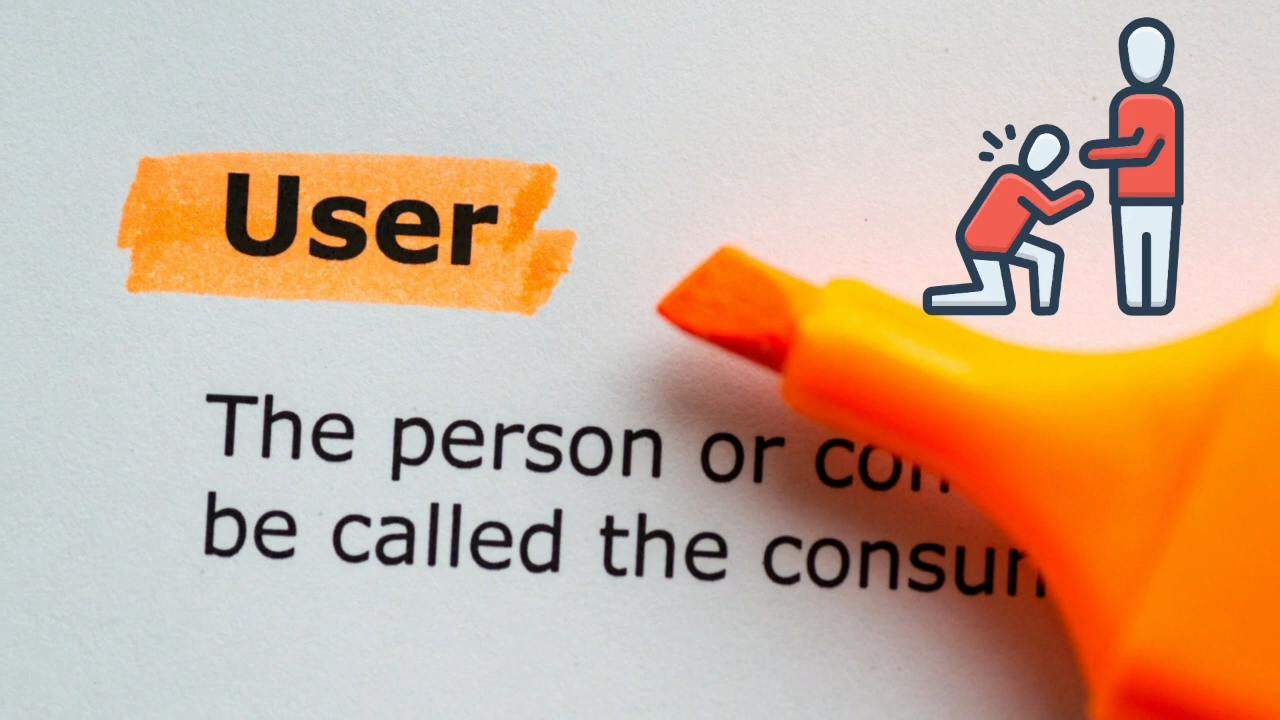 User
The person or
be called the